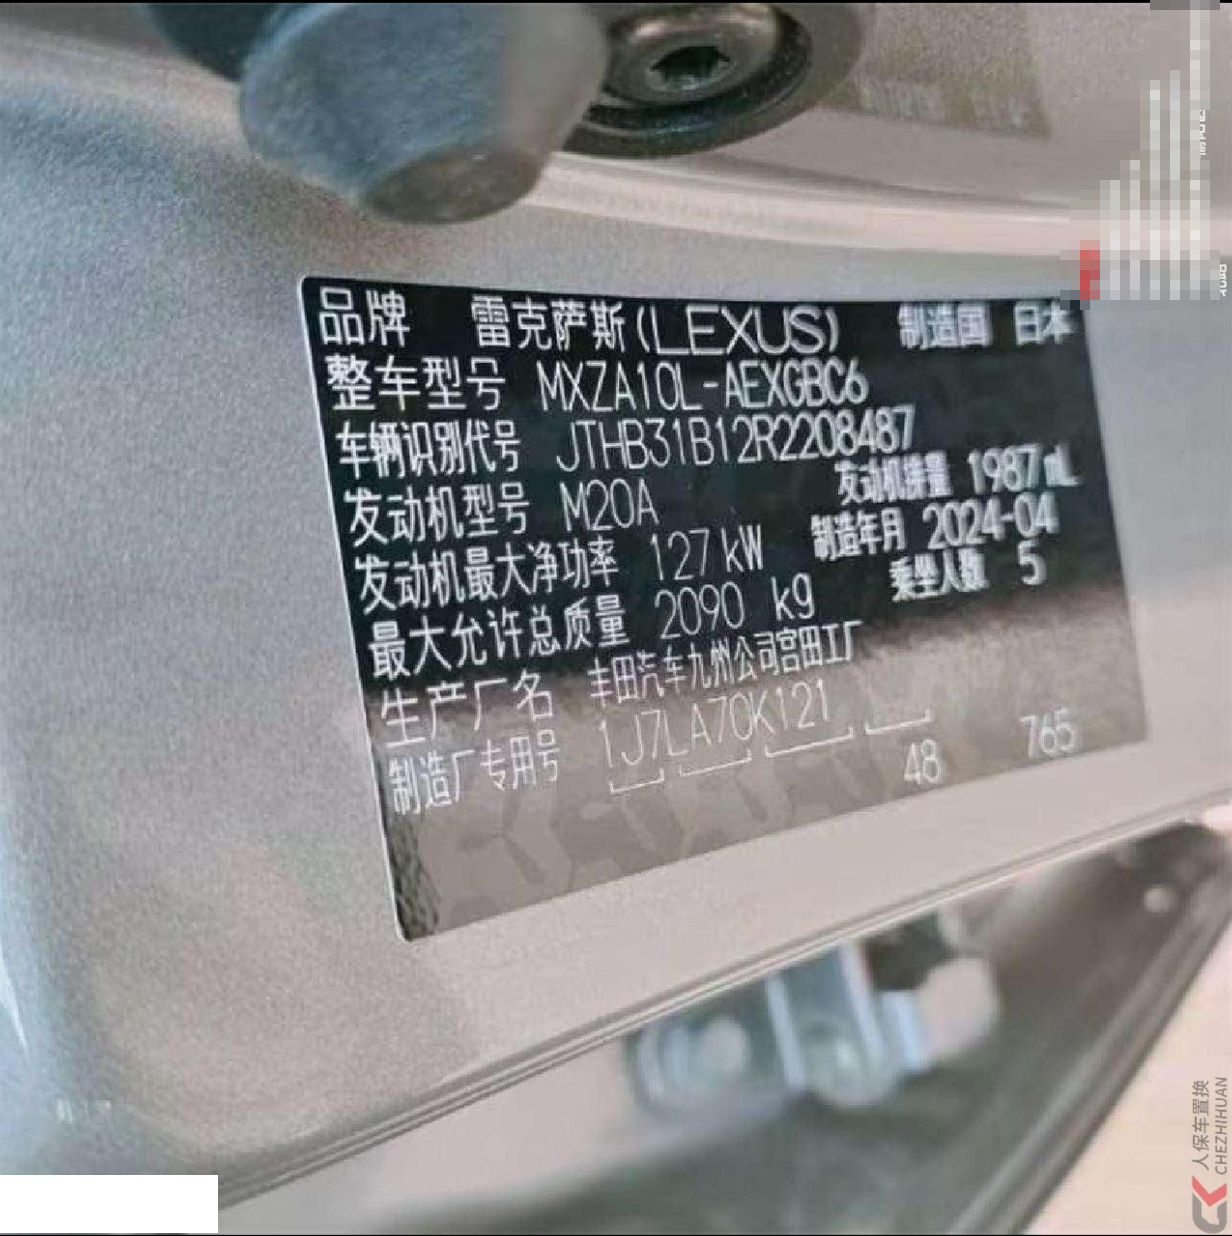 品牌 雷克萨斯(LEXUS) 制造国 日本
整车型号 MXZA10L-AEXGBC6
车辆识别代号 JTHB31B12R2208487
发动机型号 M20A 发动机排量 1987mL
发动机最大净功率 127kW 制造年月 2024-04
最大允许总质量 2090 kg 乘坐人数 5
生产厂名 丰田汽车九州公司宫田工厂
制造厂专用号 1J7LA70K121
48 765
人保车置换
CHEZHIHUAN